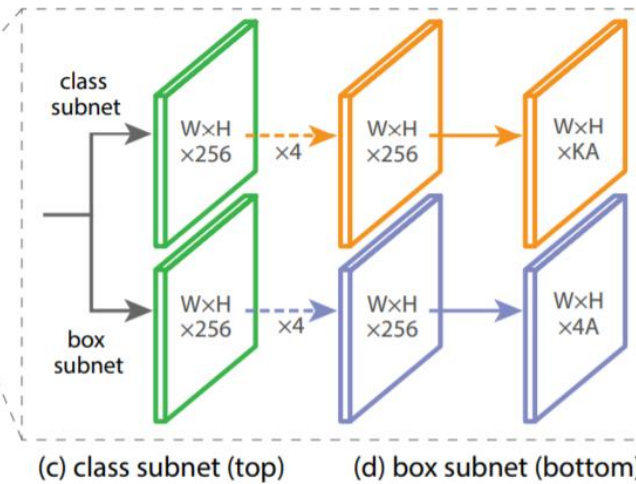 class
subnet
W×H
×256
×4
W×H
×256
W×H
×KA
W×H
×256
×4
W×H
×256
W×H
×4A
box
subnet
(c) class subnet (top)
(d) box subnet (bottom)